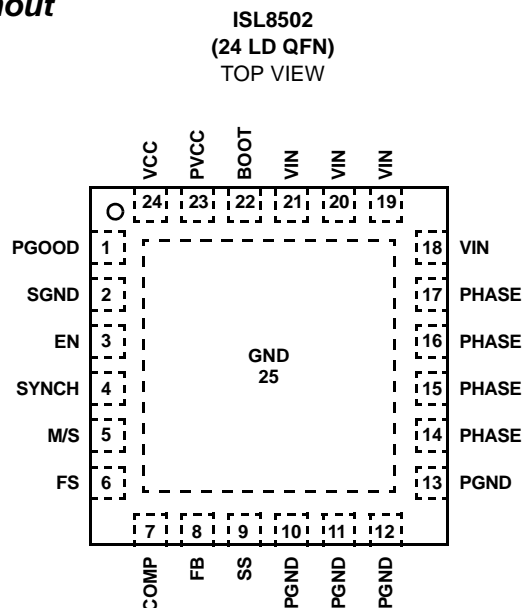 nout
ISL8502
(24 LD QFN)
TOP VIEW
VCC
PVCC
BOOT
VIN
VIN
VIN
24
23
22
21
20
19
PGOOD 1
SGND 2
EN 3
SYNCH 4
M/S 5
FS 6
GND
25
18 VIN
17 PHASE
16 PHASE
15 PHASE
14 PHASE
13 PGND
7
8
9
10
11
12
COMP
FB
SS
PGND
PGND
PGND